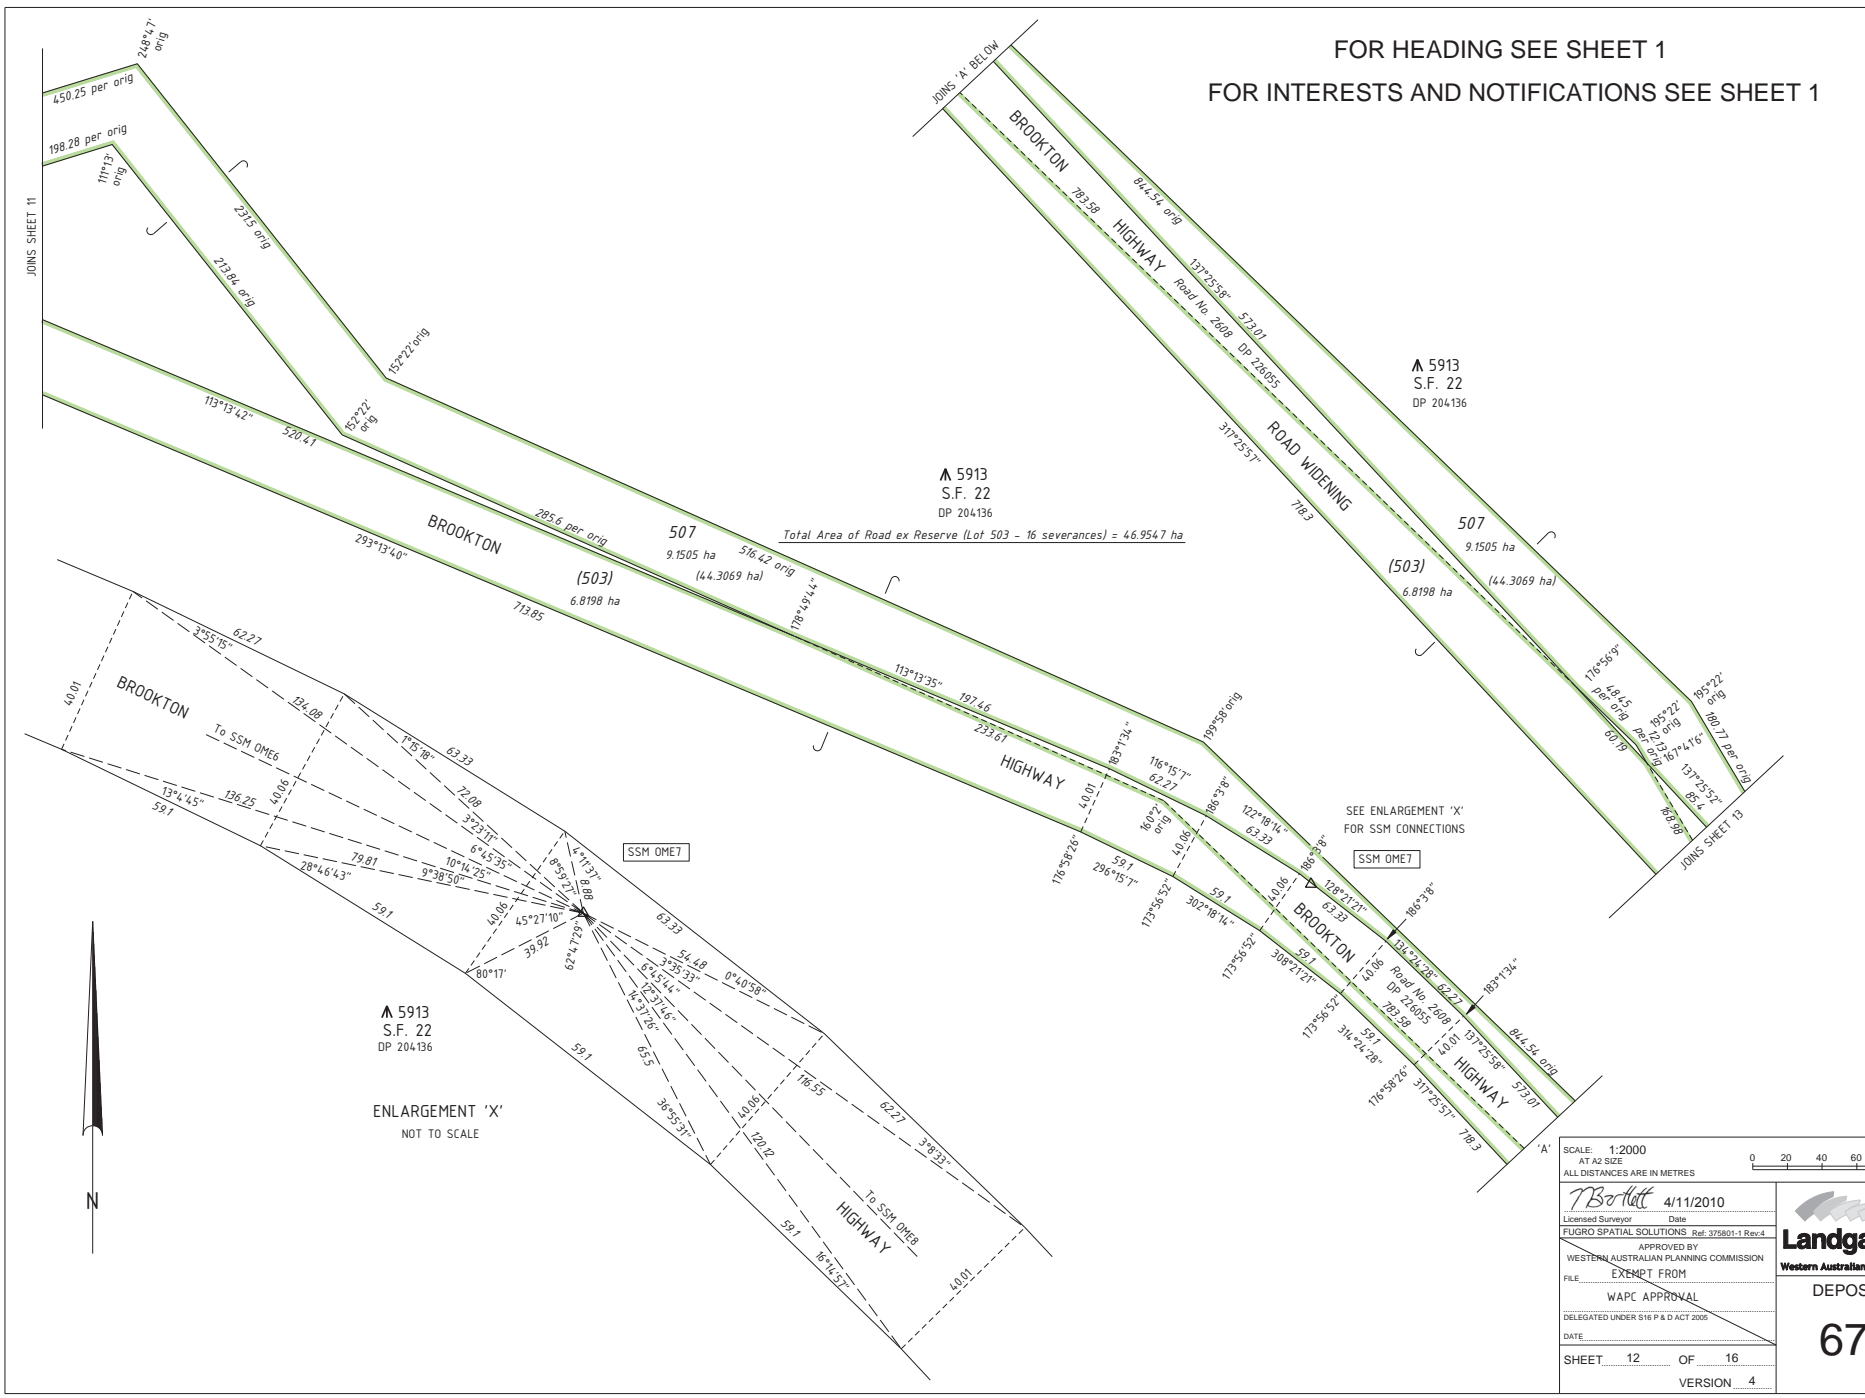 FOR HEADING SEE SHEET 1
FOR INTERESTS AND NOTIFICATIONS SEE SHEET 1
JOINS SHEET 11
450.25 per orig
248°47'
orig
198.28 per orig
111°13'
orig
231.5 orig
213.84 orig
152°22' orig
152°22'
orig
113°13'42"
520.41
285.6 per orig
BROOKTON
293°13'40"
713.85
(503)
6.8198 ha
507
9.1505 ha
(44.3069 ha)
516.42 orig
178°49'44"
5913
S.F. 22
DP 204136
Total Area of Road ex Reserve (Lot 503 - 16 severances) = 46.9547 ha
113°13'35"
197.46
233.61
HIGHWAY
183°1'34"
199°58' orig
40.01
176°58'26"
160°2'
orig
116°15'7"
62.27
186°3'8"
40.06
59.1
296°15'7"
173°56'52"
122°18'14"
63.33
186°3'8"
59.1
302°18'14"
40.06
173°56'52"
SEE ENLARGEMENT 'X'
FOR SSM CONNECTIONS
SSM OME7
128°21'21"
63.33
186°3'8"
BROOKTON
59.1
308°21'21"
40.06
173°56'52"
134°24'28"
62.27
183°1'34"
Road No. 2608
DP 226055
783.58
59.1
314°24'28"
40.01
176°58'26"
137°25'58"
573.01
844.54 orig
HIGHWAY
317°25'57"
718.3
'A'
JOINS 'A' BELOW
BROOKTON
783.58
HIGHWAY
844.54 orig
137°25'58"
573.01
Road No. 2608 DP 226055
ROAD WIDENING
317°25'57"
718.3
5913
S.F. 22
DP 204136
507
9.1505 ha
(44.3069 ha)
(503)
6.8198 ha
176°56'9"
48.45
per orig
195°22'
orig
195°22'
orig
12.13
per orig
167°41'6"
180.77 per orig
60.19
137°25'52"
85.4
168.98
JOINS SHEET 13
62.27
3°55'15"
40.01
BROOKTON
134.08
To SSM OME6
1°15'18"
63.33
40.06
136.25
13°4'45"
59.1
72.08
3°23'11"
6°45'35"
10°14'25"
9°38'50"
79.81
28°46'43"
4°11'37"
8°59'27"
8.88
SSM OME7
40.06
45°27'10"
39.92
62°47'29"
80°17'
59.1
63.33
54.48
0°40'58"
3°35'33"
6°45'44"
12°37'46"
14°37'26"
65.5
5913
S.F. 22
DP 204136
59.1
116.55
40.06
62.27
3°8'33"
36°55'31"
120.12
ENLARGEMENT 'X'
NOT TO SCALE
To SSM OME8
HIGHWAY
59.1
16°14'57"
40.01
N
SCALE: 1:2000
AT A2 SIZE
ALL DISTANCES ARE IN METRES
0 20 40 60
4/11/2010
Licensed Surveyor Date
FUGRO SPATIAL SOLUTIONS Ref: 375801-1 Rev:4
APPROVED BY
WESTERN AUSTRALIAN PLANNING COMMISSION
FILE EXEMPT FROM
WAPC APPROVAL
DELEGATED UNDER S16 P & D ACT 2005
DATE
SHEET 12 OF 16
VERSION 4
Landga
Western Australian
DEPOS
67